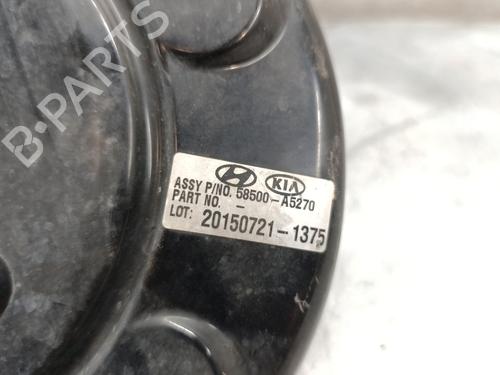 B-PARTS
KIA
ASSY P/NO. 58500-A5270
PART NO. -
LOT: 20150721-1375